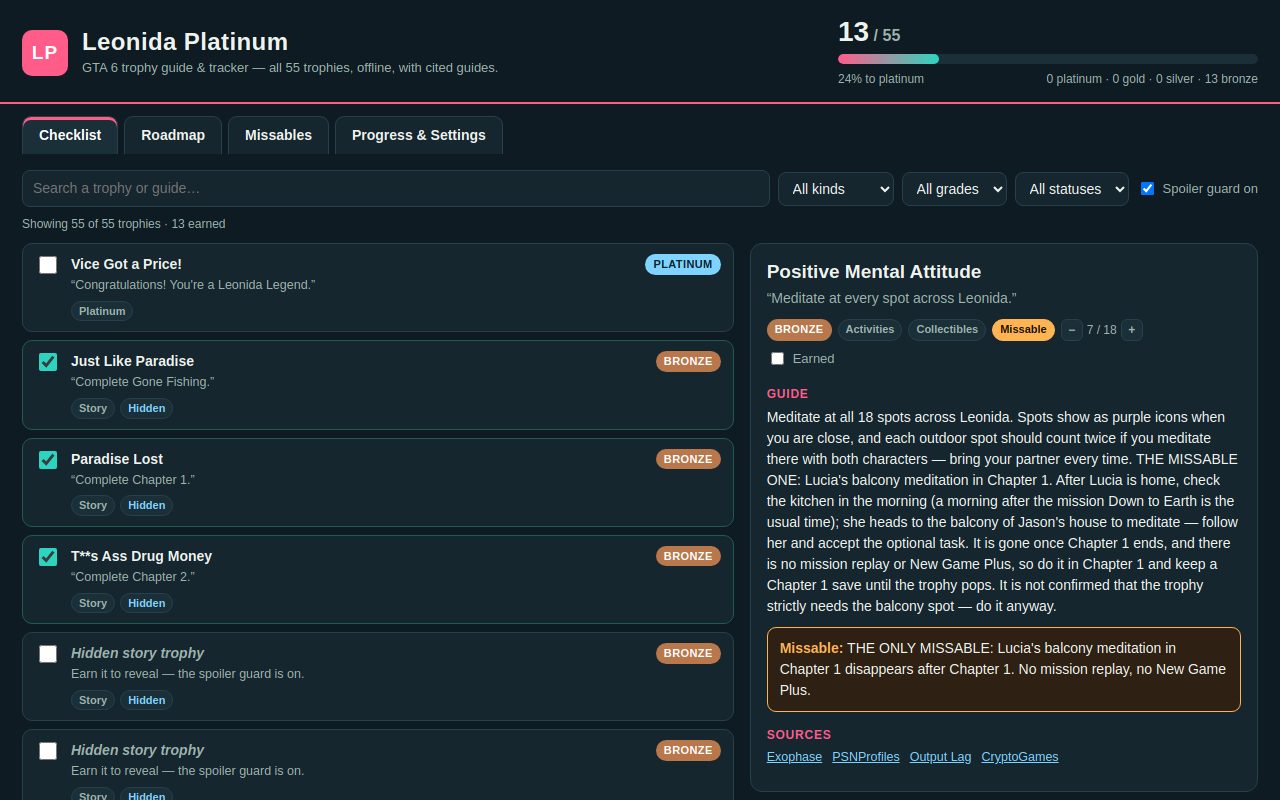 LP
Leonida Platinum
GTA 6 trophy guide & tracker — all 55 trophies, offline, with cited guides.
13 / 55
24% to platinum
0 platinum · 0 gold · 0 silver · 13 bronze
Checklist
Roadmap
Missables
Progress & Settings
Search a trophy or guide…
All kinds
All grades
All statuses
Spoiler guard on
Showing 55 of 55 trophies · 13 earned
Vice Got a Price!
PLATINUM
“Congratulations! You're a Leonida Legend.”
Platinum
Just Like Paradise
BRONZE
“Complete Gone Fishing.”
Story
Hidden
Paradise Lost
BRONZE
“Complete Chapter 1.”
Story
Hidden
T**s Ass Drug Money
BRONZE
“Complete Chapter 2.”
Story
Hidden
Hidden story trophy
BRONZE
Earn it to reveal — the spoiler guard is on.
Story
Hidden
Hidden story trophy
BRONZE
Earn it to reveal — the spoiler guard is on.
Story
Hidden
Positive Mental Attitude
“Meditate at every spot across Leonida.”
BRONZE
Activities
Collectibles
Missable
− 7 / 18 +
Earned
GUIDE
Meditate at all 18 spots across Leonida. Spots show as purple icons when
you are close, and each outdoor spot should count twice if you meditate
there with both characters — bring your partner every time. THE MISSABLE
ONE: Lucia's balcony meditation in Chapter 1. After Lucia is home, check
the kitchen in the morning (a morning after the mission Down to Earth is the
usual time); she heads to the balcony of Jason's house to meditate — follow
her and accept the optional task. It is gone once Chapter 1 ends, and there
is no mission replay or New Game Plus, so do it in Chapter 1 and keep a
Chapter 1 save until the trophy pops. It is not confirmed that the trophy
strictly needs the balcony spot — do it anyway.
Missable: THE ONLY MISSABLE: Lucia's balcony meditation in
Chapter 1 disappears after Chapter 1. No mission replay, no New Game
Plus.
SOURCES
Exophase
PSNProfiles
Output Lag
CryptoGames